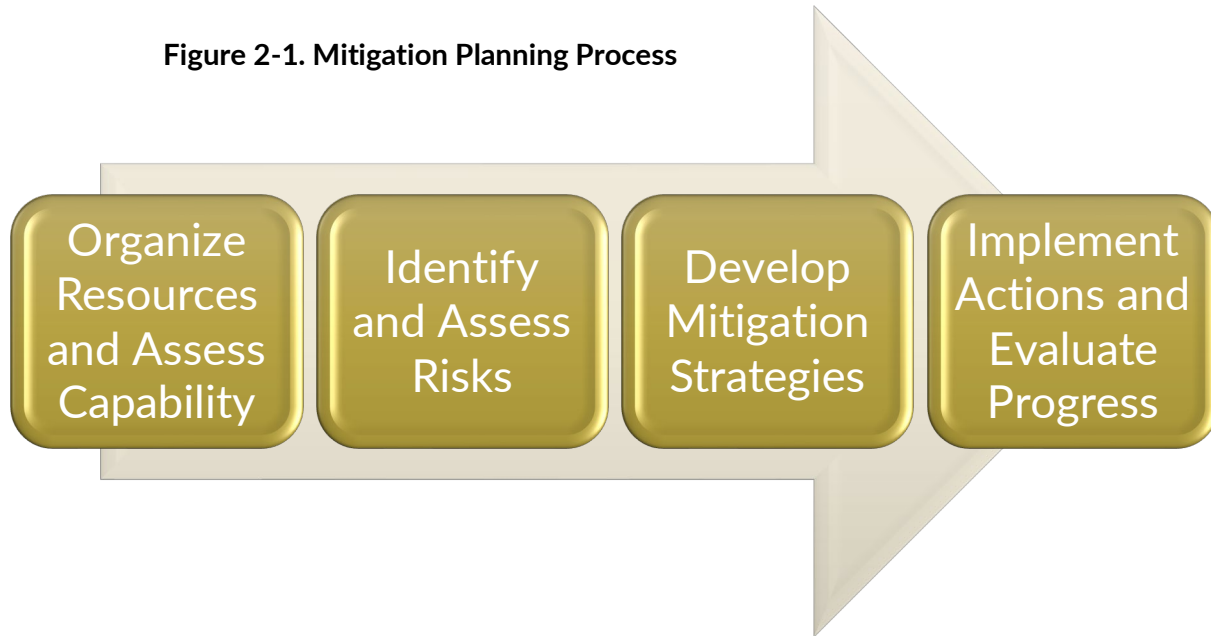 Figure 2-1. Mitigation Planning Process
Organize
Resources
and Assess
Capability
Identify
and Assess
Risks
Develop
Mitigation
Strategies
Implement
Actions and
Evaluate
Progress